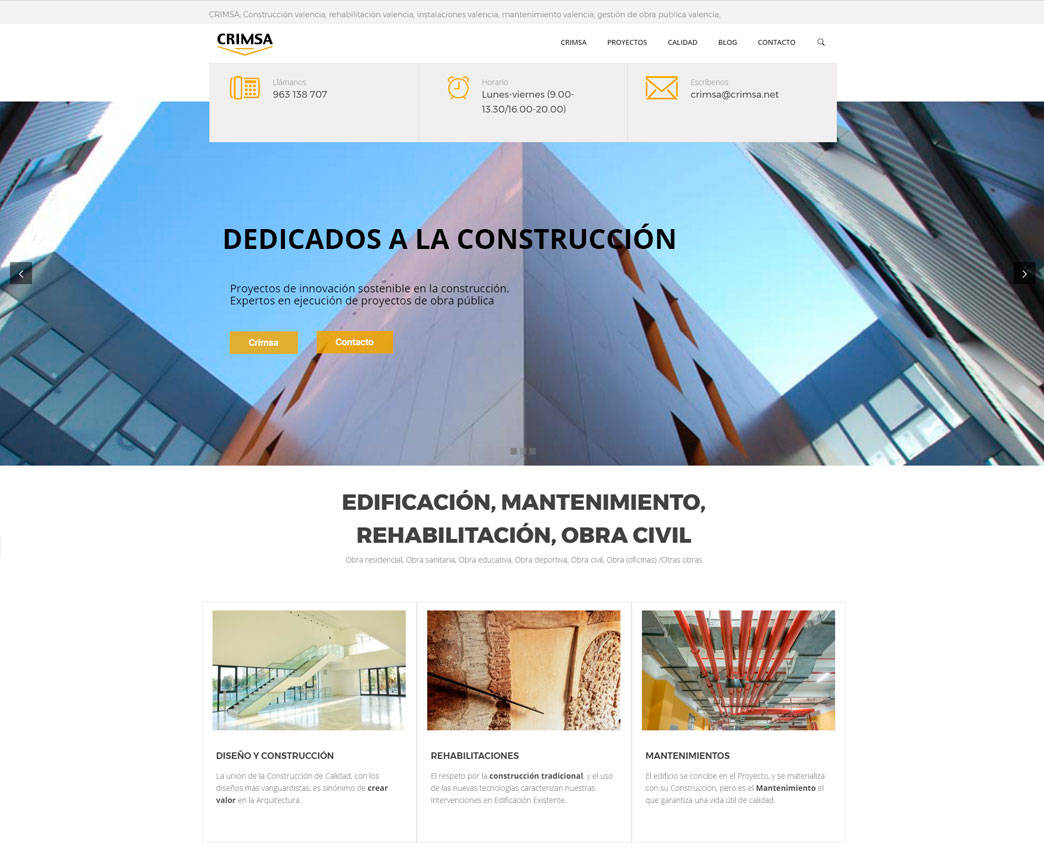 CRIMSA, Construcción valencia, rehabilitación valencia, instalaciones valencia, mantenimiento valencia, gestión de obra publica valencia,
CRIMSA
CRIMSA PROYECTOS CALIDAD BLOG CONTACTO
Llámanos
963 138 707
Horario
Lunes-viernes (9.00-
13.30/16.00-20.00)
Escríbenos
crimsa@crimsa.net
DEDICADOS A LA CONSTRUCCIÓN
Proyectos de innovación sostenible en la construcción.
Expertos en ejecución de proyectos de obra pública
Crimsa Contacto
EDIFICACIÓN, MANTENIMIENTO,
REHABILITACIÓN, OBRA CIVIL
Obra residencial, Obra sanitaria, Obra educativa, Obra deportiva, Obra civil, Obra (oficinas) /Otras obras
DISEÑO Y CONSTRUCCIÓN
La unión de la Construcción de Calidad, con los
diseños más vanguardistas, es sinónimo de crear
valor en la Arquitectura .
REHABILITACIONES
El respeto por la construcción tradicional, y el uso
de las nuevas tecnologías caracterizan nuestras
intervenciones en Edificación Existente.
MANTENIMIENTOS
El edificio se concibe en el Proyecto, y se materializa
con su Construcción, pero es el Mantenimiento el
que garantiza una vida útil de calidad.